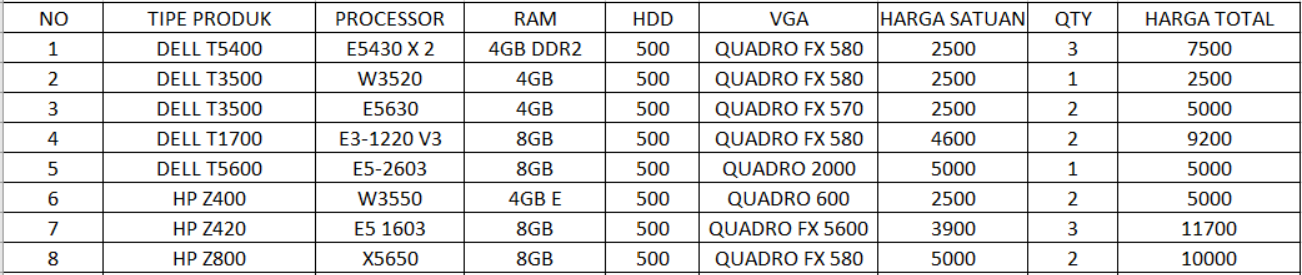 NO TIPE PRODUK PROCESSOR RAM HDD VGA HARGA SATUAN QTY HARGA TOTAL
1 DELL T5400 E5430 X 2 4GB DDR2 500 QUADRO FX 580 2500 3 7500
2 DELL T3500 W3520 4GB 500 QUADRO FX 580 2500 1 2500
3 DELL T3500 E5630 4GB 500 QUADRO FX 570 2500 2 5000
4 DELL T1700 E3-1220 V3 8GB 500 QUADRO FX 580 4600 2 9200
5 DELL T5600 E5-2603 8GB 500 QUADRO 2000 5000 1 5000
6 HP Z400 W3550 4GB E 500 QUADRO 600 2500 2 5000
7 HP Z420 E5 1603 8GB 500 QUADRO FX 5600 3900 3 11700
8 HP Z800 X5650 8GB 500 QUADRO FX 580 5000 2 10000